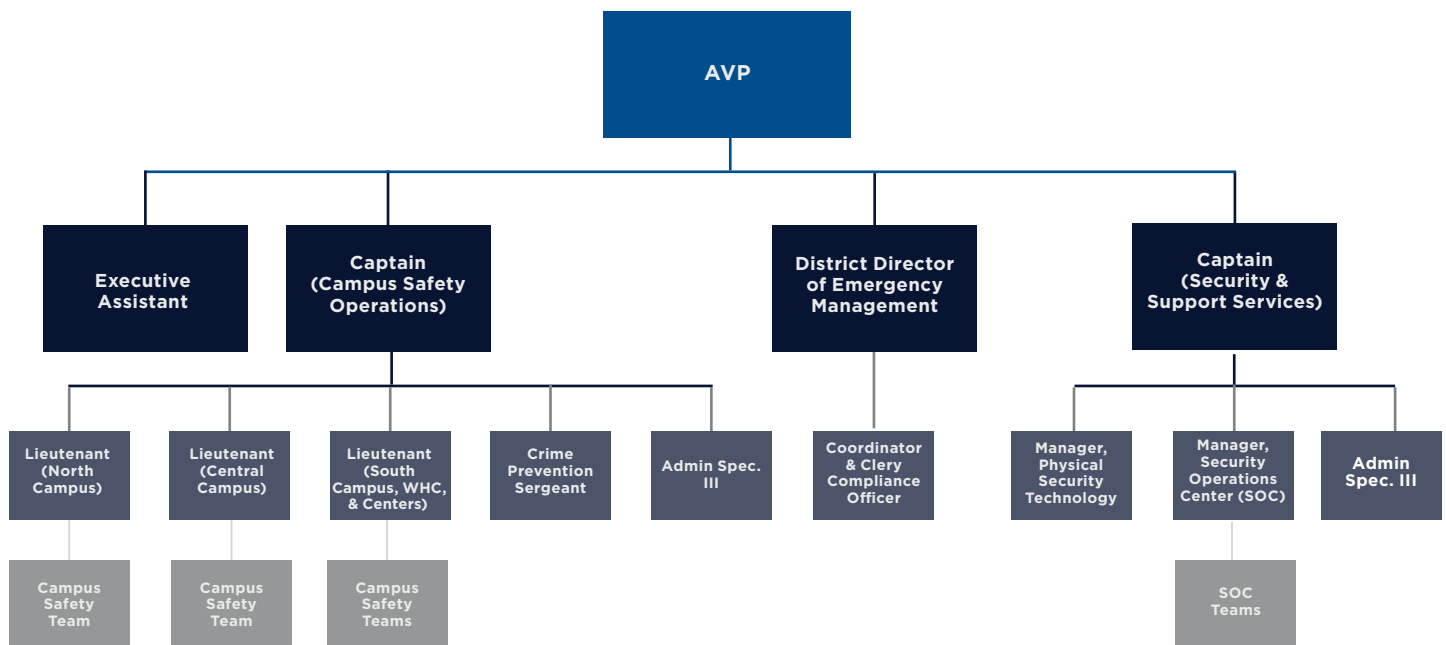 AVP
Executive
Assistant
Captain
(Campus Safety
Operations)
District Director
of Emergency
Management
Captain
(Security &
Support Services)
Lieutenant
(North
Campus)
Lieutenant
(Central
Campus)
Lieutenant
(South
Campus, WHC,
& Centers)
Crime
Prevention
Sergeant
Admin Spec.
III
Coordinator
& Clery
Compliance
Officer
Manager,
Physical
Security
Technology
Manager,
Security
Operations
Center (SOC)
Admin
Spec. III
Campus
Safety
Team
Campus
Safety
Team
Campus
Safety
Teams
SOC
Teams